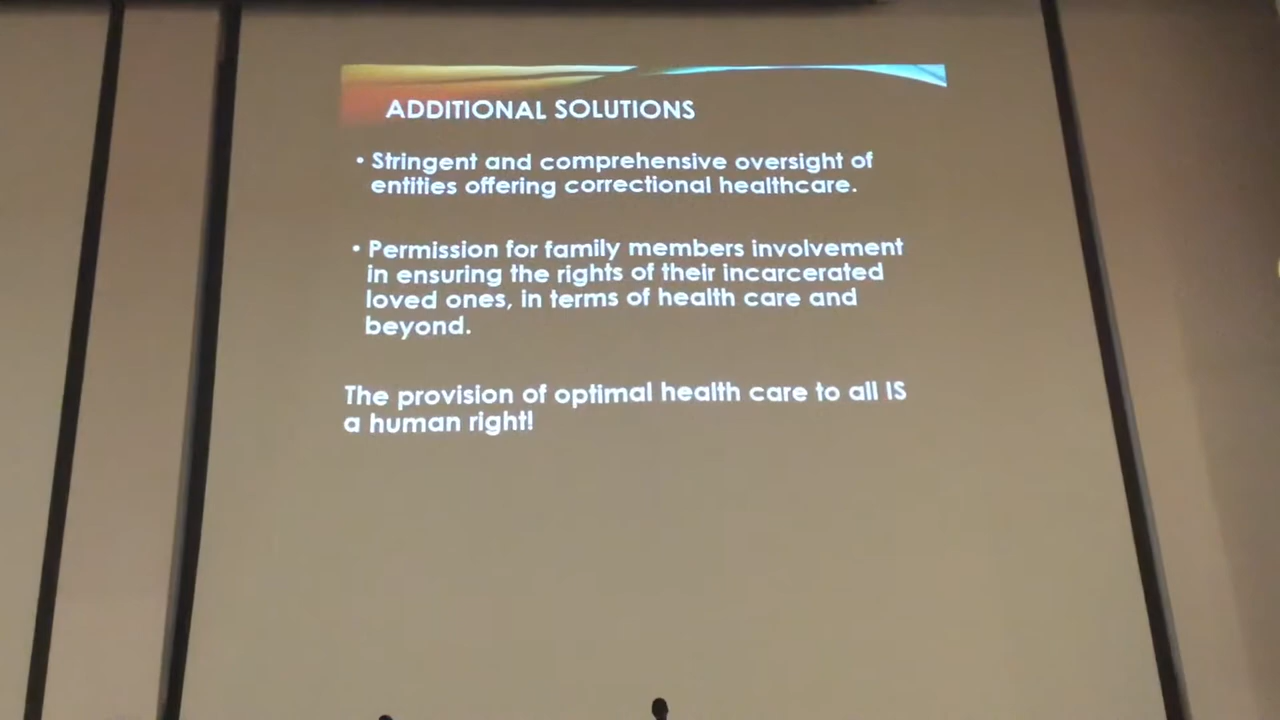 ADDITIONAL SOLUTIONS
• Stringent and comprehensive oversight of
entities offering correctional healthcare.
• Permission for family members involvement
in ensuring the rights of their incarcerated
loved ones, in terms of health care and
beyond.
The provision of optimal health care to all IS
a human right!